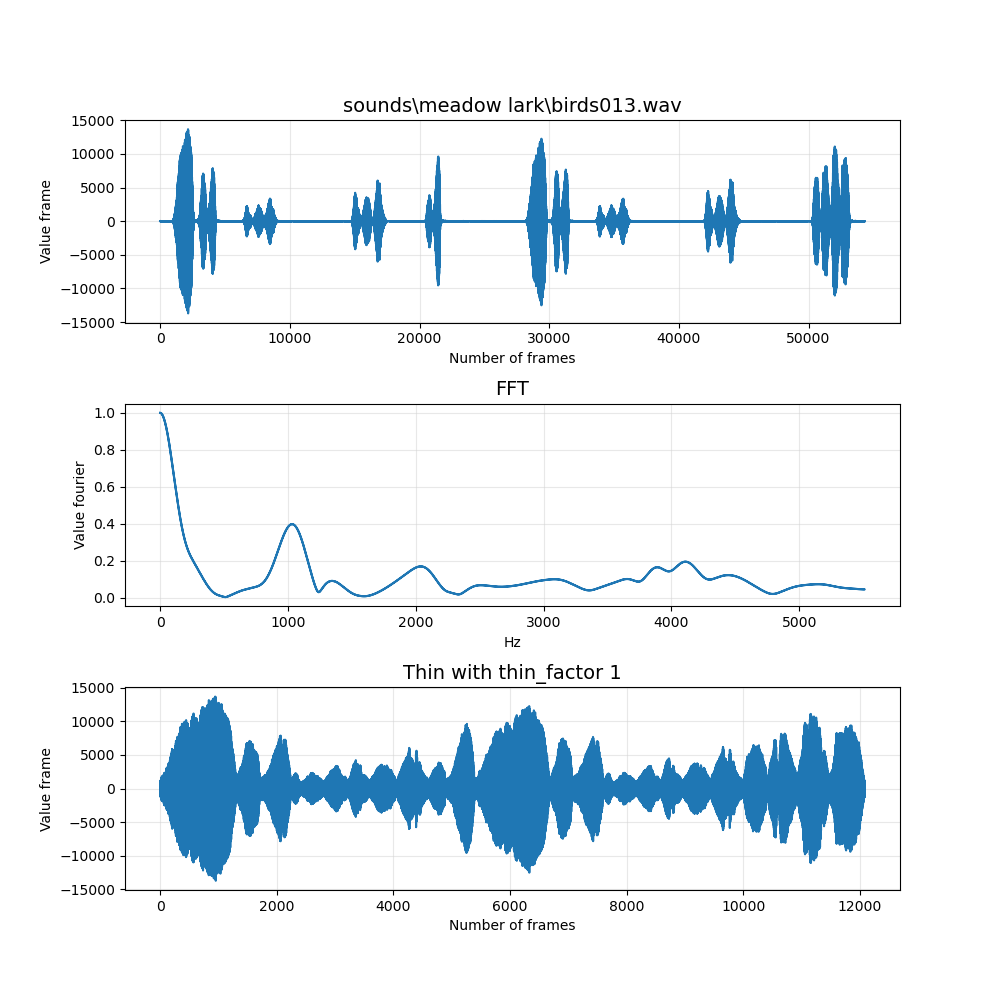 sounds\meadow lark\birds013.wav
15000
10000
5000
0
−5000
−10000
−15000
Value frame
0 10000 20000 30000 40000 50000
Number of frames
FFT
1.0
0.8
0.6
0.4
0.2
0.0
Value fourier
0 1000 2000 3000 4000 5000
Hz
Thin with thin_factor 1
15000
10000
5000
0
−5000
−10000
−15000
Value frame
0 2000 4000 6000 8000 10000 12000
Number of frames